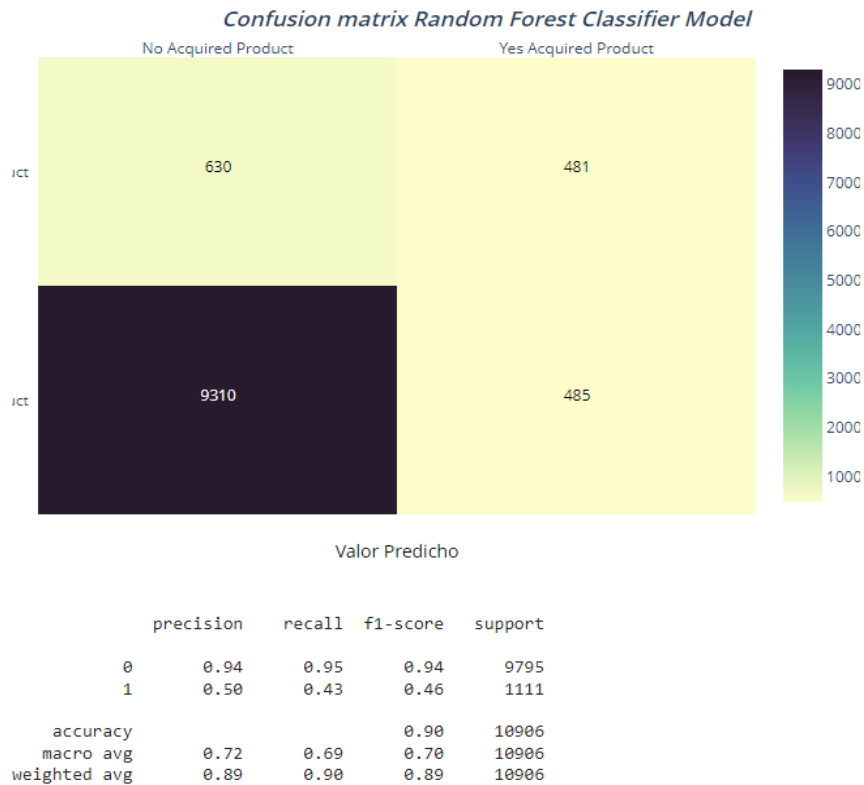 Confusion matrix Random Forest Classifier Model
No Acquired Product Yes Acquired Product
630 481
9310 485
9000
8000
7000
6000
5000
4000
3000
2000
1000
Valor Predicho
precision recall f1-score support
0 0.94 0.95 0.94 9795
1 0.50 0.43 0.46 1111
accuracy 0.90 10906
macro avg 0.72 0.69 0.70 10906
weighted avg 0.89 0.90 0.89 10906